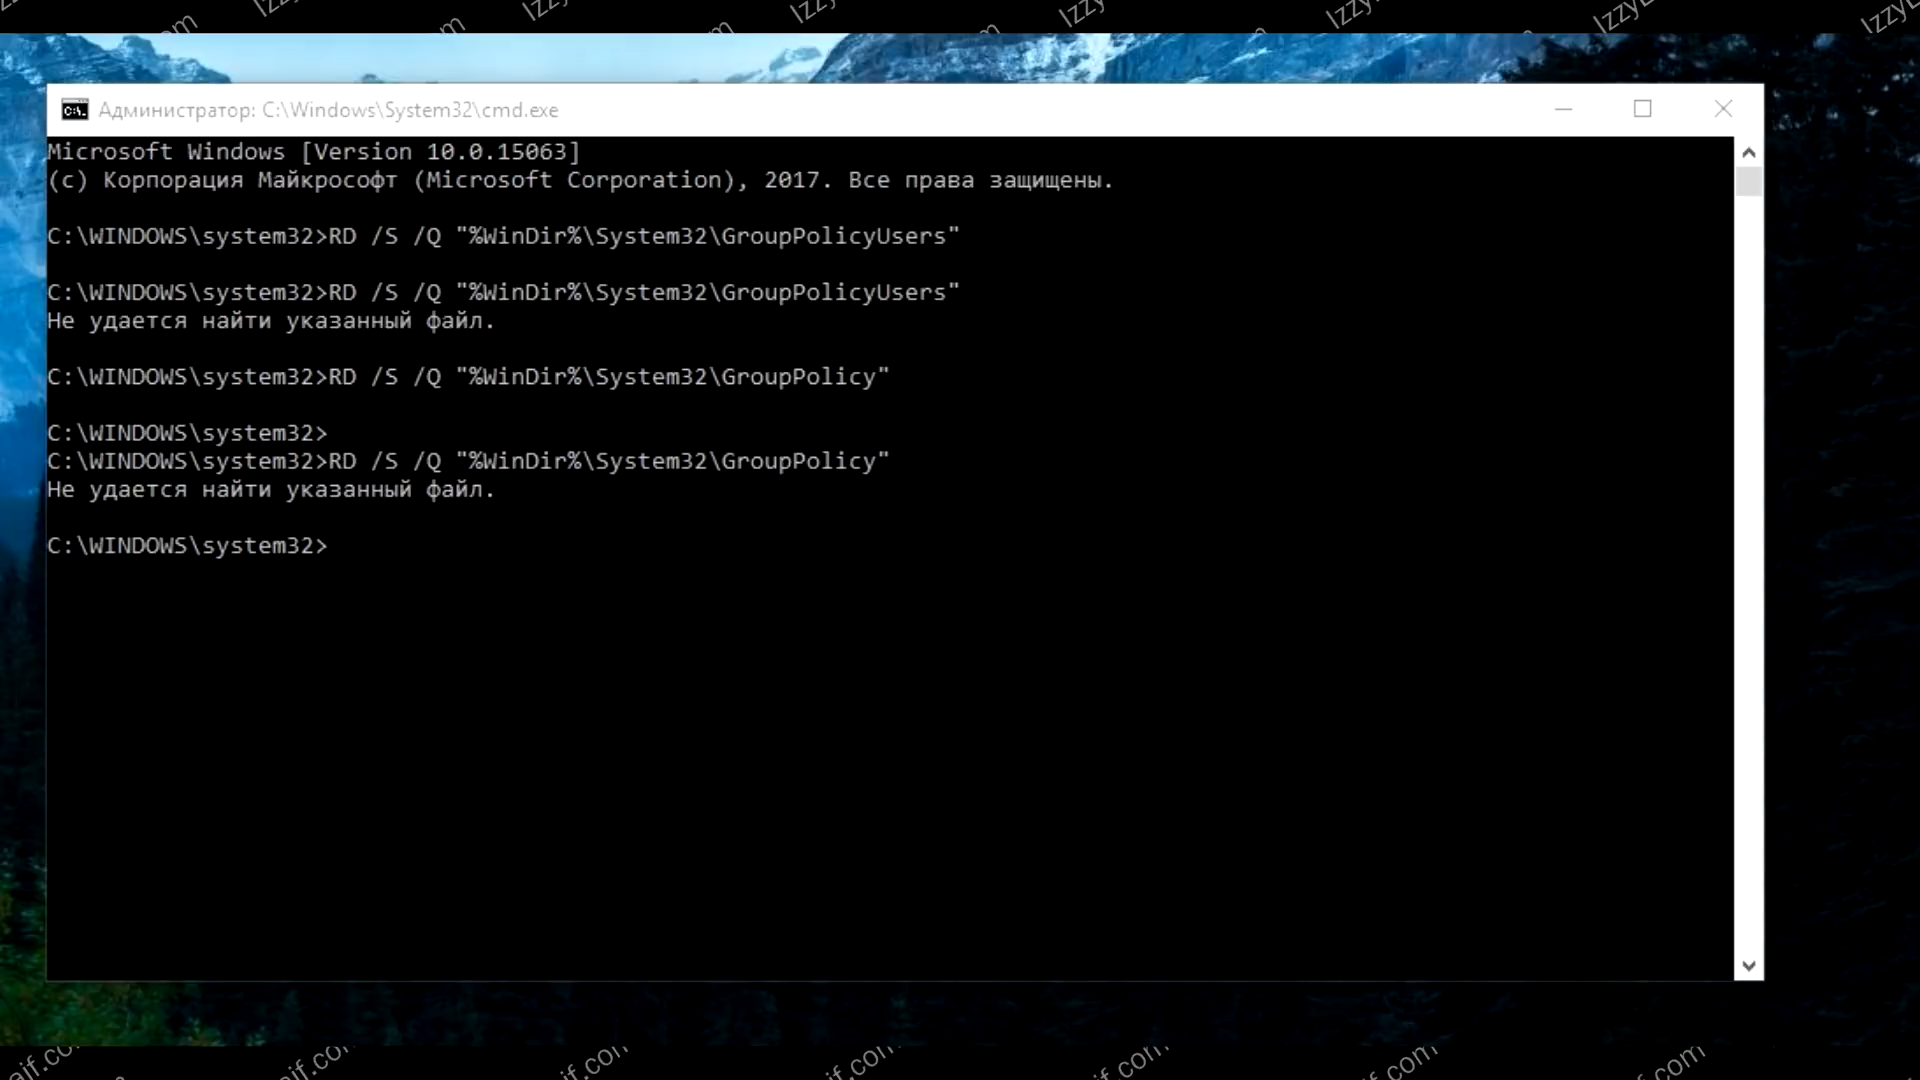 Администратор: C:\Windows\System32\cmd.exe
Microsoft Windows [Version 10.0.15063]
(c) Корпорация Майкрософт (Microsoft Corporation), 2017. Все права защищены.
C:\WINDOWS\system32>RD /S /Q "%WinDir%\System32\GroupPolicyUsers"
C:\WINDOWS\system32>RD /S /Q "%WinDir%\System32\GroupPolicyUsers"
Не удается найти указанный файл.
C:\WINDOWS\system32>RD /S /Q "%WinDir%\System32\GroupPolicy"
C:\WINDOWS\system32>
C:\WINDOWS\system32>RD /S /Q "%WinDir%\System32\GroupPolicy"
Не удается найти указанный файл.
C:\WINDOWS\system32>